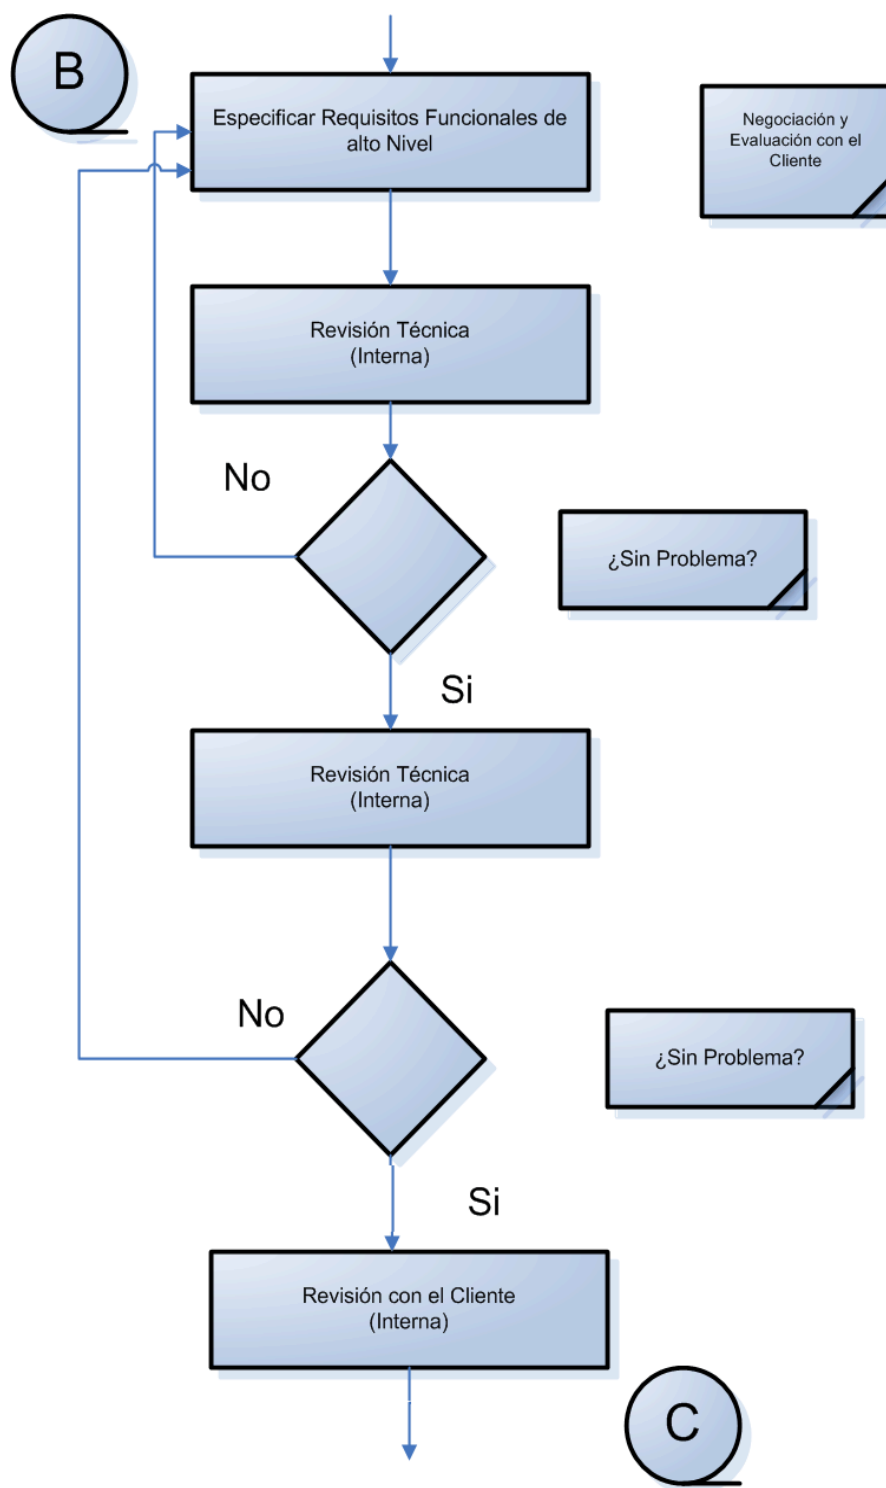 B
Especificar Requisitos Funcionales de
alto Nivel
Negociación y
Evaluación con el
Cliente
Revisión Técnica
(Interna)
No
¿Sin Problema?
Si
Revisión Técnica
(Interna)
No
¿Sin Problema?
Si
Revisión con el Cliente
(Interna)
C